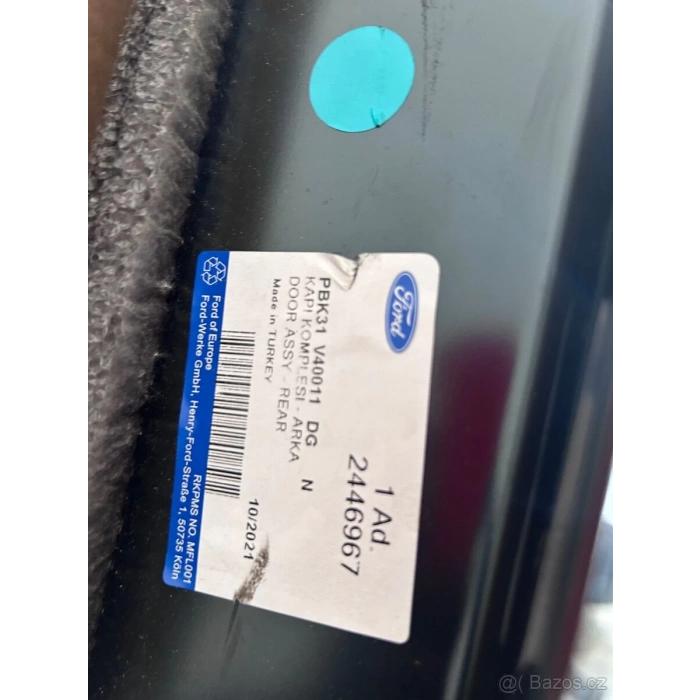 Ford
1 Ad.
2446967
PBK31 V40011 DG N
KAPI KOMPLESI - ARKA
DOOR ASSY - REAR
Made in TURKEY
10/2021
RKPMS NO, MFL001
Ford of Europe
Ford-Werke GmbH, Henry-Ford-Straße 1, 50735 Köln
@( Bazos.cz